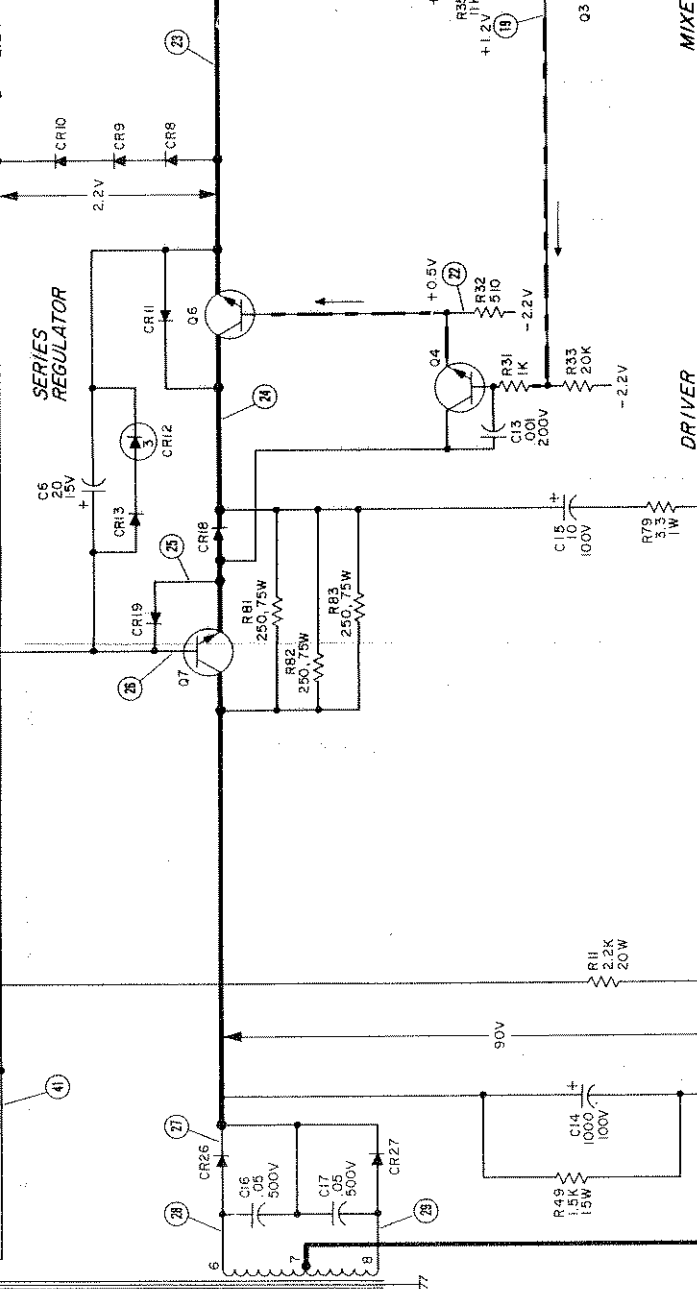 R35
11K
+1.2V
19
Q3
MIXE
23
CR10
CR9
CR8
2.2V
SERIES
REGULATOR
CR11
Q6
+0.5V
22
R32
510
-2.2V
Q4
R31
1K
R33
20K
-2.2V
C13
.001
200V
DRIVER
C6
20
15V
+
3
CR12
CR13
24
25
CR18
CR19
26
Q7
R81
250,75W
R82
250,75W
R83
250,75W
+
C15
10
100V
R79
3.3
1W
R11
2.2K
20W
90V
41
27
CR26
28
C16
.05
500V
C17
.05
500V
CR27
29
6
7
8
+
C14
1000
100V
R49
1.5K
15W